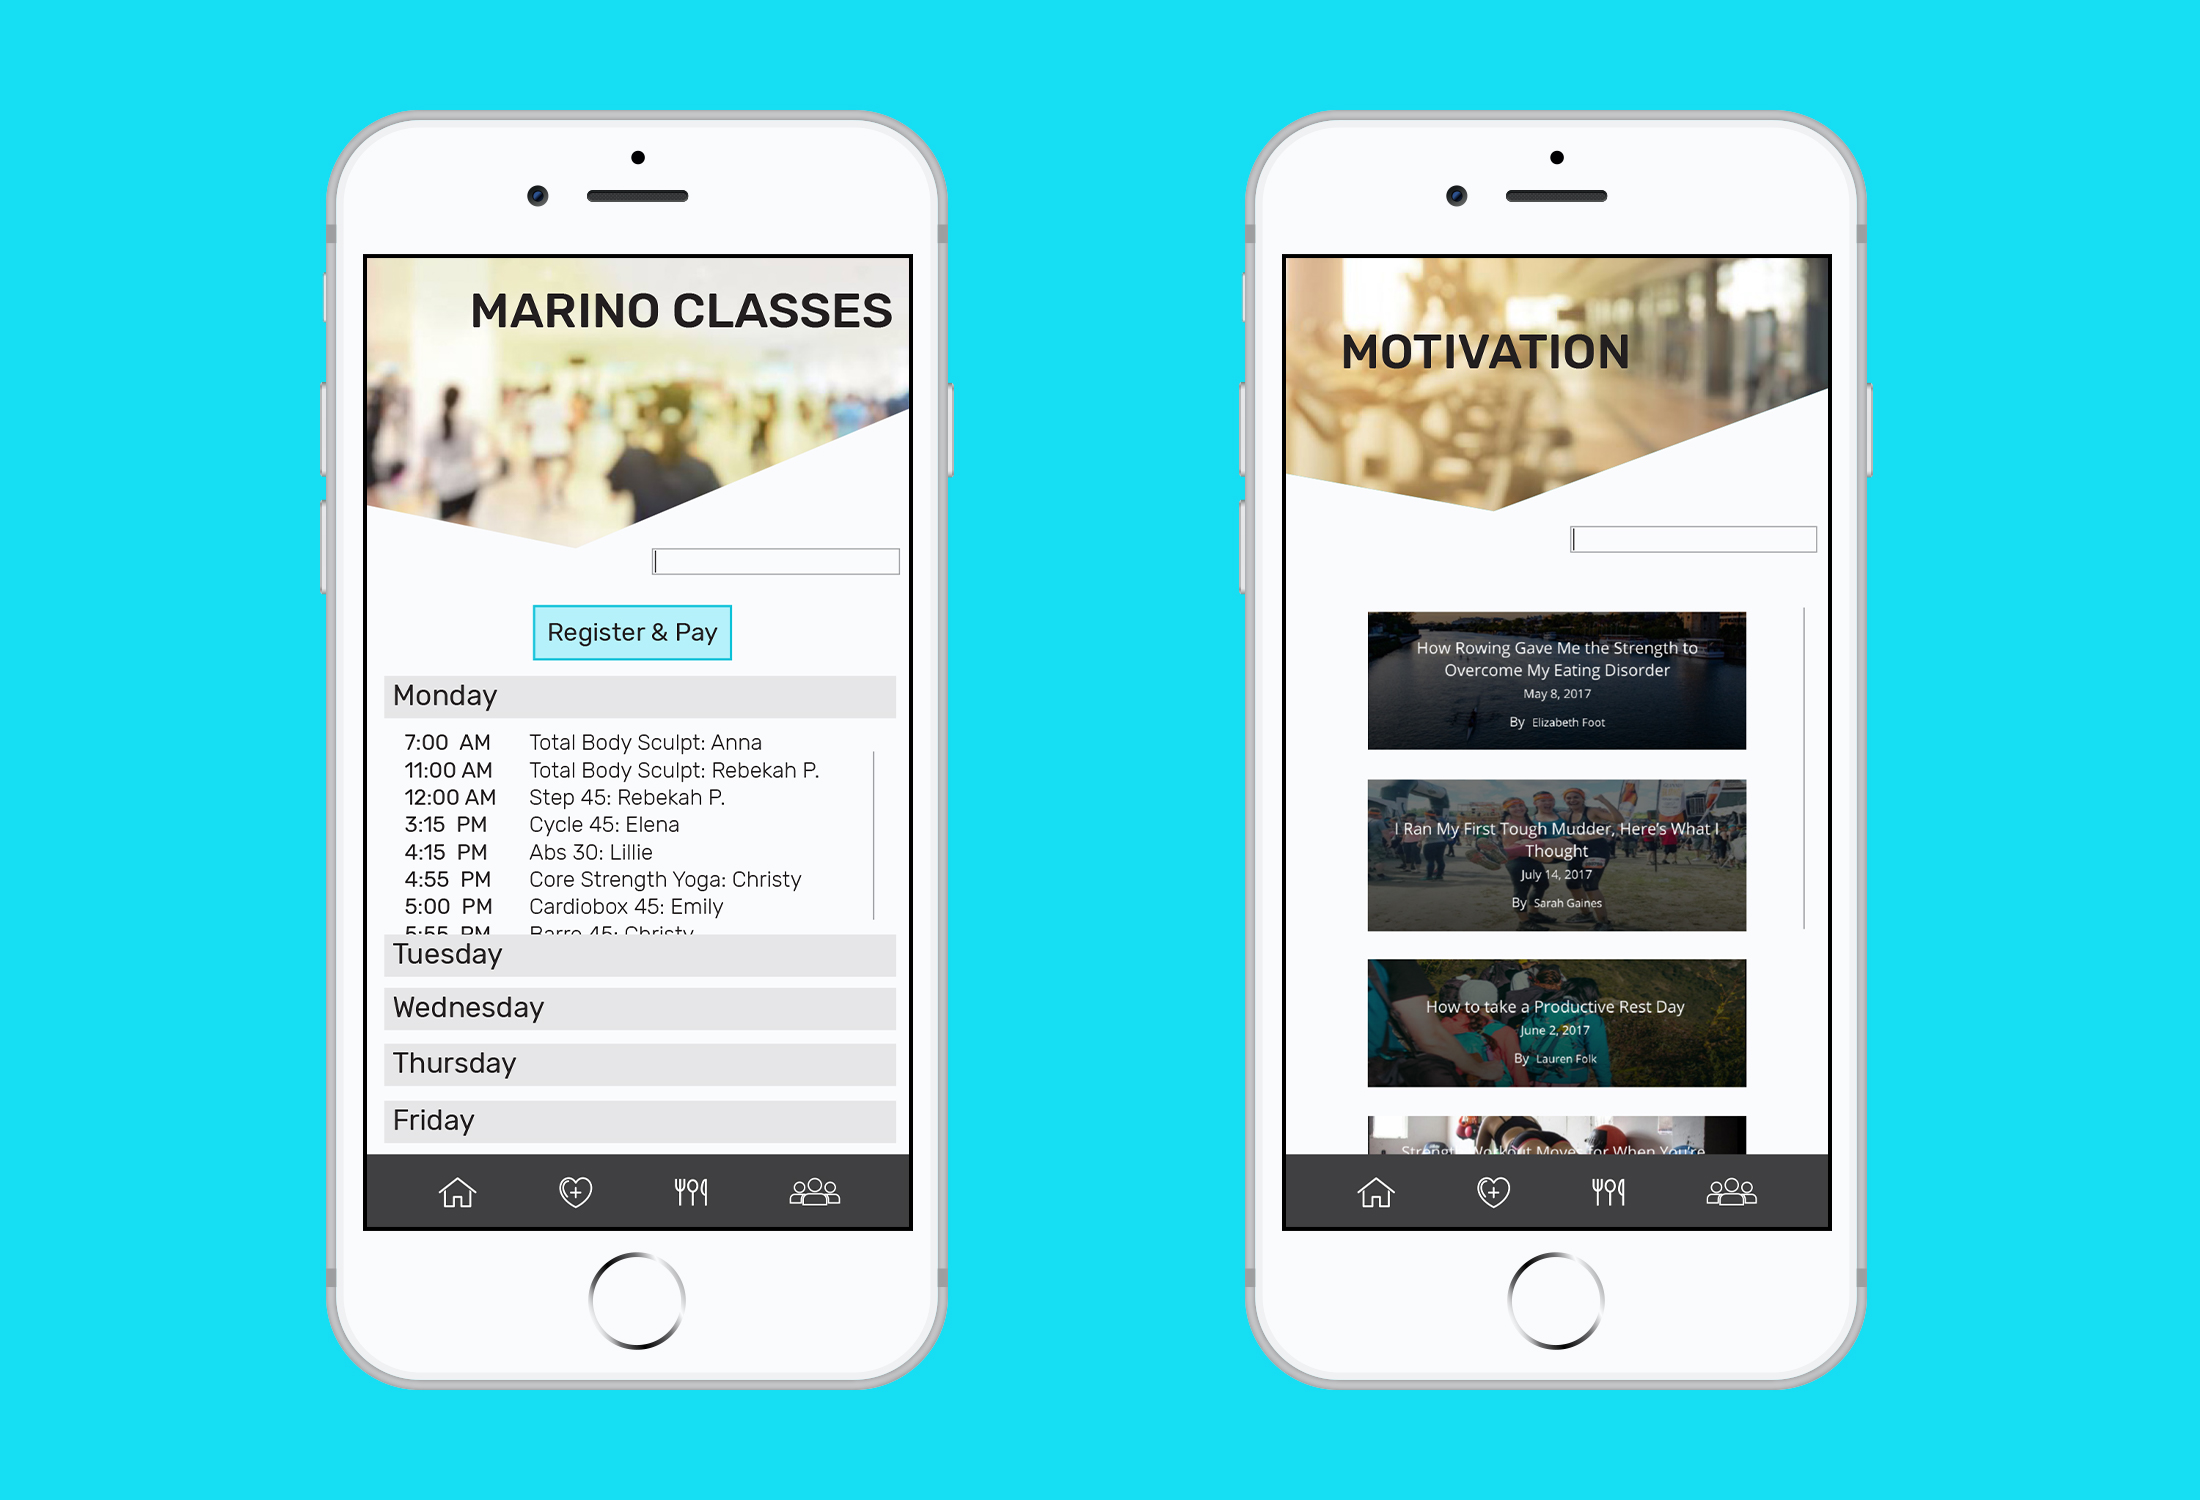 MARINO CLASSES
Register & Pay
Monday
7:00 AM Total Body Sculpt: Anna
11:00 AM Total Body Sculpt: Rebekah P.
12:00 AM Step 45: Rebekah P.
3:15 PM Cycle 45: Elena
4:15 PM Abs 30: Lillie
4:55 PM Core Strength Yoga: Christy
5:00 PM Cardiobox 45: Emily
5:55 PM Barre 45: Christy
Tuesday
Wednesday
Thursday
Friday
MOTIVATION
How Rowing Gave Me the Strength to
Overcome My Eating Disorder
May 8, 2017
By Elizabeth Foot
I Ran My First Tough Mudder, Here's What I
Thought
July 14, 2017
By Sarah Gaines
How to take a Productive Rest Day
June 2, 2017
By Lauren Folk
Strength Workout Moves for When You're